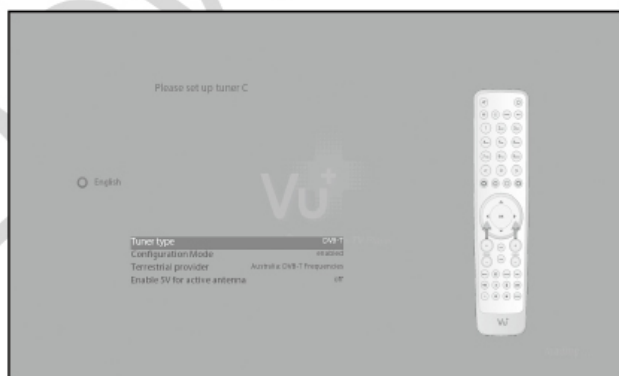 Please set up tuner C
English
Vu+
Tuner type DVB-T
Configuration Mode enabled
Terrestrial provider Australia: DVB-T Frequencies
Enable 5V for active antenna off